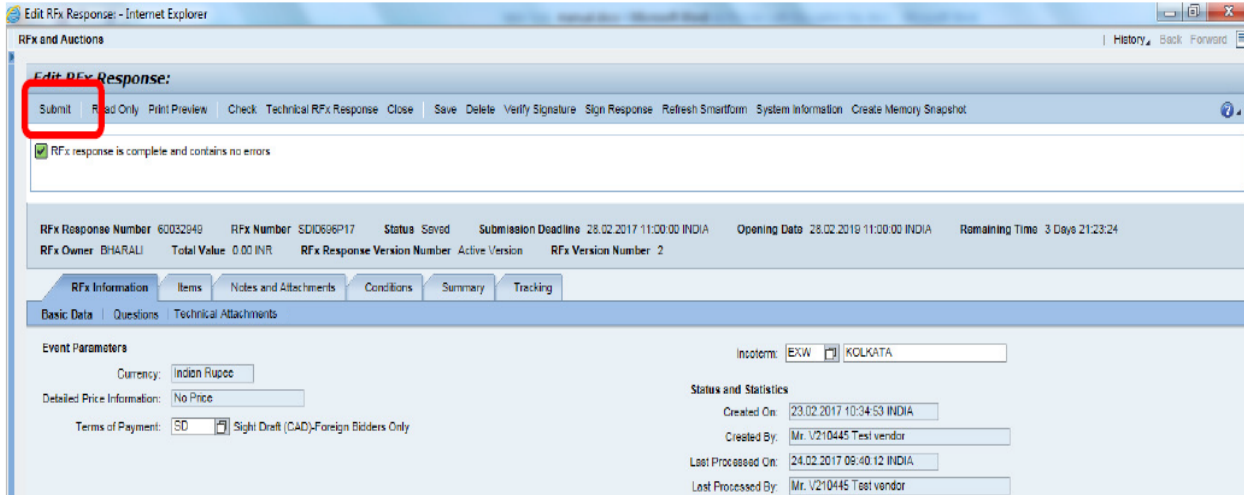 Edit RFx Response: - Internet Explorer
RFx and Auctions | History Back Forward
Edit RFx Response:
Submit | Read Only Print Preview | Check Technical RFx Response Close | Save Delete Verify Signature Sign Response Refresh Smartform System Information Create Memory Snapshot
RFx response is complete and contains no errors
RFx Response Number 60032949 RFx Number SDI0696P17 Status Saved Submission Deadline 28.02.2017 11:00:00 INDIA Opening Date 28.02.2019 11:00:00 INDIA Remaining Time 3 Days 21:23:24
RFx Owner BHARALI Total Value 0.00 INR RFx Response Version Number Active Version RFx Version Number 2
RFx Information Items Notes and Attachments Conditions Summary Tracking
Basic Data | Questions | Technical Attachments
Event Parameters
Incoterm: EXW KOLKATA
Currency: Indian Rupee
Status and Statistics
Detailed Price Information: No Price
Created On: 23.02.2017 10:34:53 INDIA
Terms of Payment: SD Sight Draft (CAD)-Foreign Bidders Only
Created By: Mr. V210445 Test vendor
Last Processed On: 24.02.2017 09:40:12 INDIA
Last Processed By: Mr. V210445 Test vendor